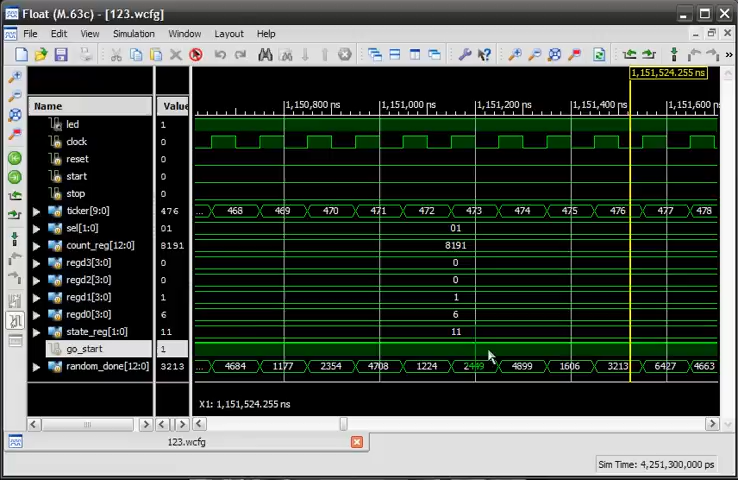 Float (M.63c) - [123.wcfg]
File Edit View Simulation Window Layout Help
»
1,151,524.255 ns
Name Value
1,150,800 ns 1,151,000 ns 1,151,200 ns 1,151,400 ns 1,151,600 ns
led 1
clock 0
reset 0
start 0
stop 0
ticker[9:0] 476 ... 468 469 470 471 472 473 474 475 476 477 478
sel[1:0] 01 01
count_reg[12:0] 8191 8191
regd3[3:0] 0 0
regd2[3:0] 0 0
regd1[3:0] 1 1
regd0[3:0] 6 6
state_reg[1:0] 11 11
go_start 1
random_done[12:0] 3213 ... 4684 1177 2354 4708 1224 2449 4899 1606 3213 6427 4663
X1: 1,151,524.255 ns
123.wcfg
Sim Time: 4,251,300,000 ps